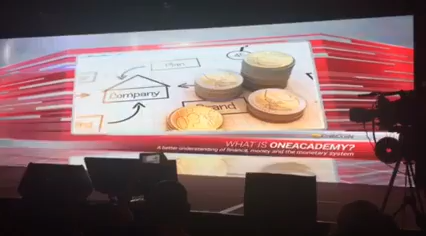 Plan
Company
Brand
WHAT IS ONEACADEMY?
A better understanding of finance, money and the monetary system